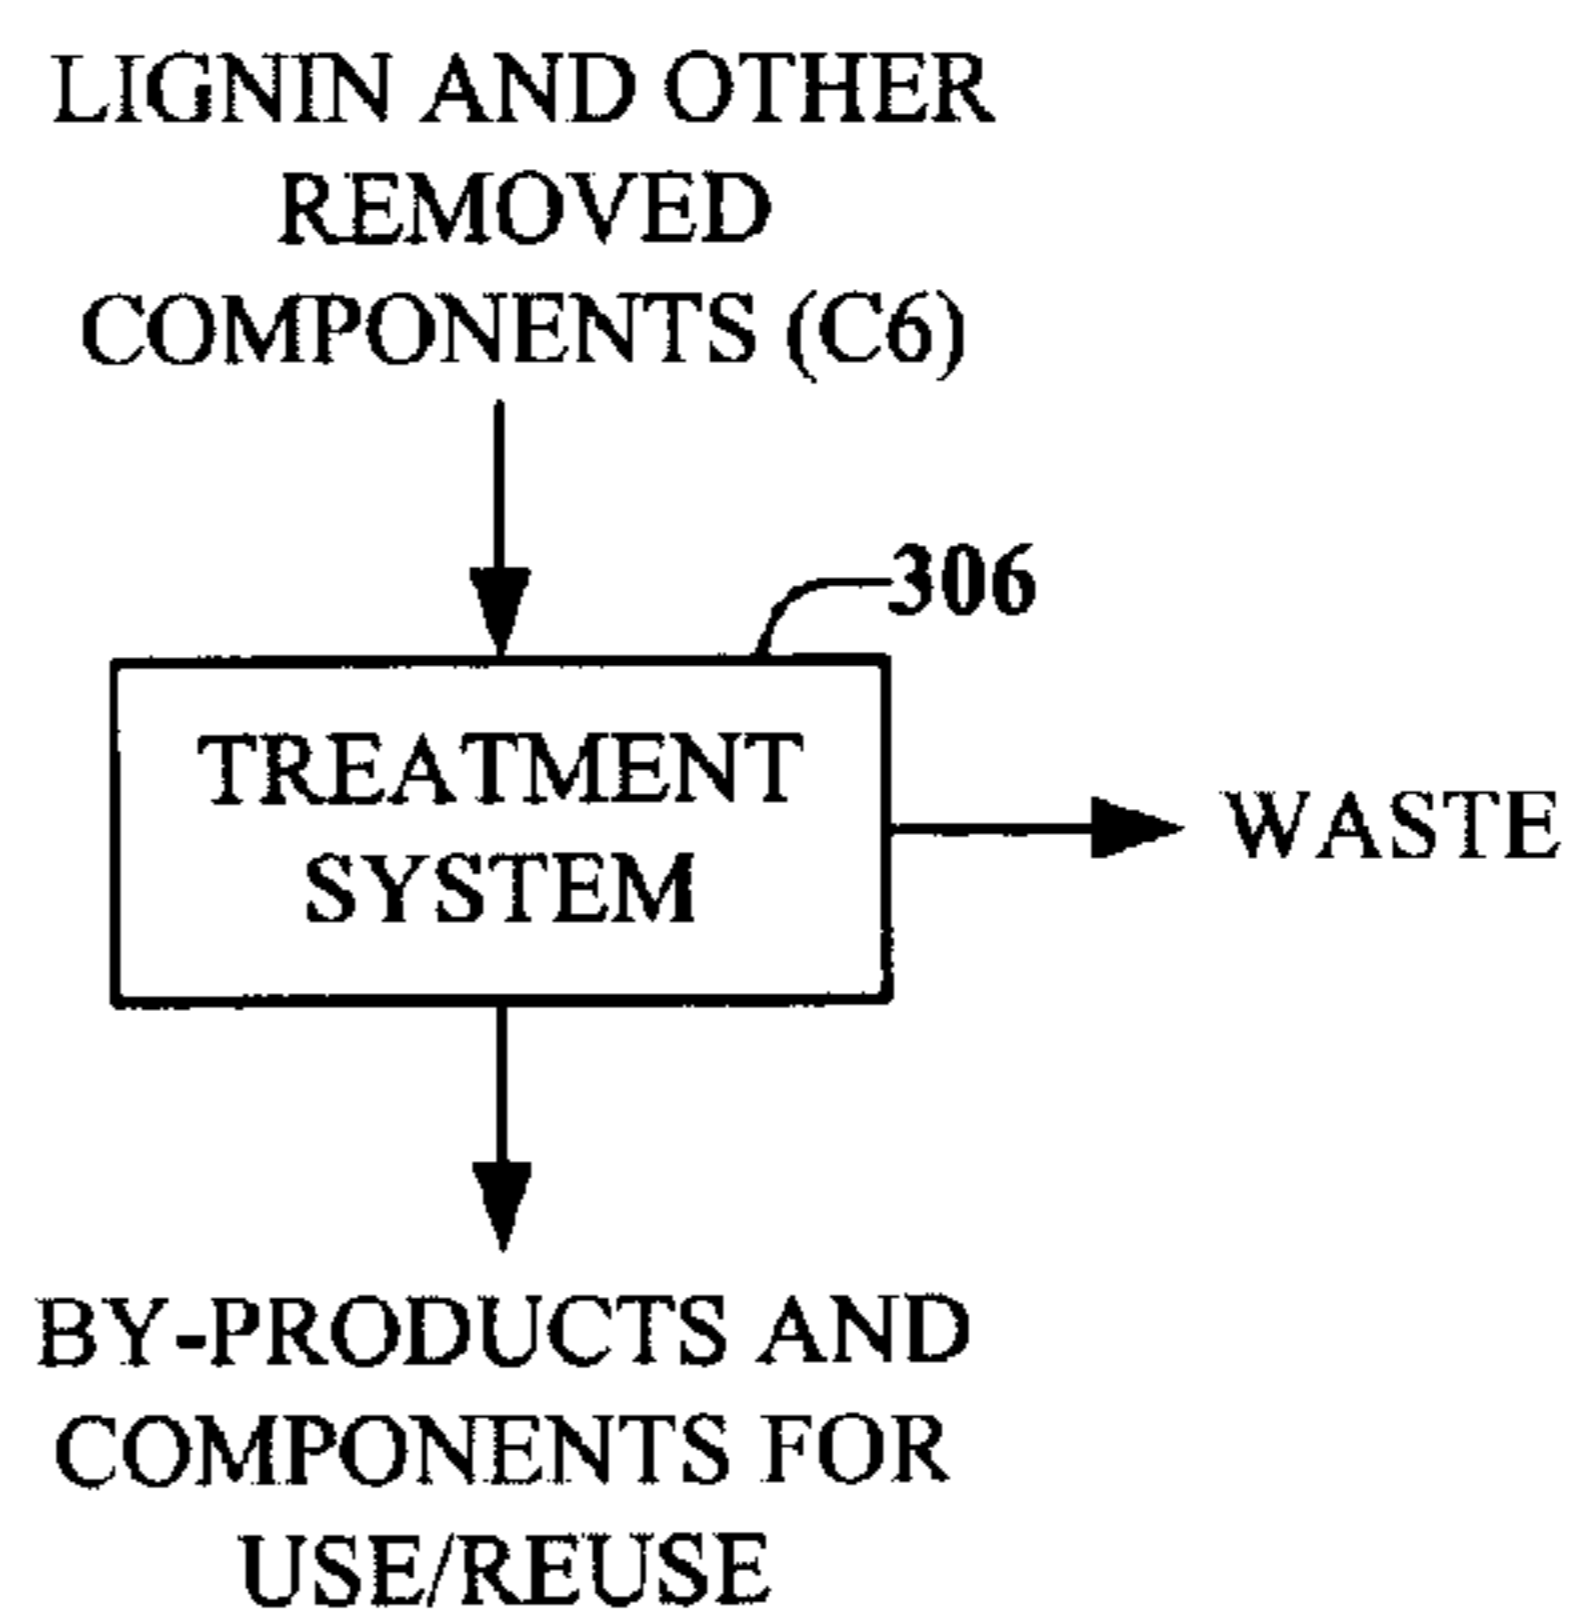 LIGNIN AND OTHER
REMOVED
COMPONENTS (C6)
306
TREATMENT
SYSTEM
WASTE
BY-PRODUCTS AND
COMPONENTS FOR
USE/REUSE